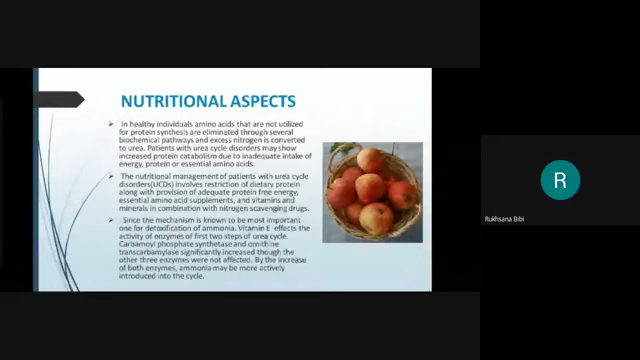 NUTRITIONAL ASPECTS
In healthy individuals amino acids that are not utilized
for protein synthesis are eliminated through several
biochemical pathways and excess nitrogen is converted
to urea. Patients with urea cycle disorders may show
increased protein catabolism due to inadequate intake of
energy, protein or essential amino acids.
The nutritional management of patients with urea cycle
disorders(UCDs) involves restriction of dietary protein
along with provision of adequate protein free energy,
essential amino acid supplements, and vitamins and
minerals in combination with nitrogen scavenging drugs.
Since the mechanism is known to be most important
one for detoxification of ammonia. Vitamin E effects the
activity of enzymes of first two steps of urea cycle.
Carbamoyl phosphate synthetase and ornithine
transcarbamylase significantly increased though the
other three enzymes were not affected. By the increase
of both enzymes, ammonia may be more actively
introduced into the cycle.
R
Rukhsana Bibi